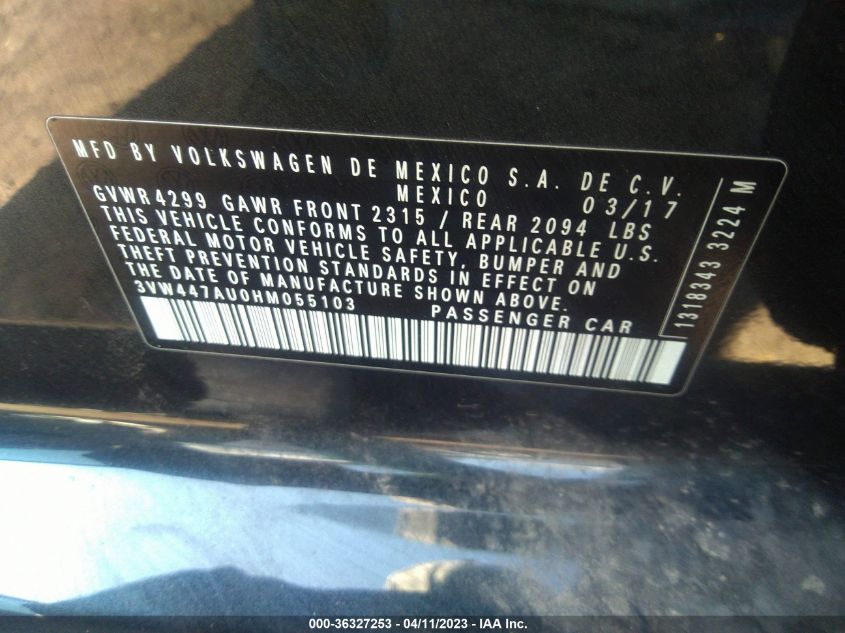 MFD BY VOLKSWAGEN DE MEXICO S.A. DE C.V.
MEXICO 03/17
GVWR 4299 GAWR FRONT 2315 / REAR 2094 LBS
THIS VEHICLE CONFORMS TO ALL APPLICABLE U.S.
FEDERAL MOTOR VEHICLE SAFETY, BUMPER AND
THEFT PREVENTION STANDARDS IN EFFECT ON
THE DATE OF MANUFACTURE SHOWN ABOVE.
3VW447AU0HM055103 PASSENGER CAR
1318343 3224 M
000-36327253 - 04/11/2023 - IAA Inc.